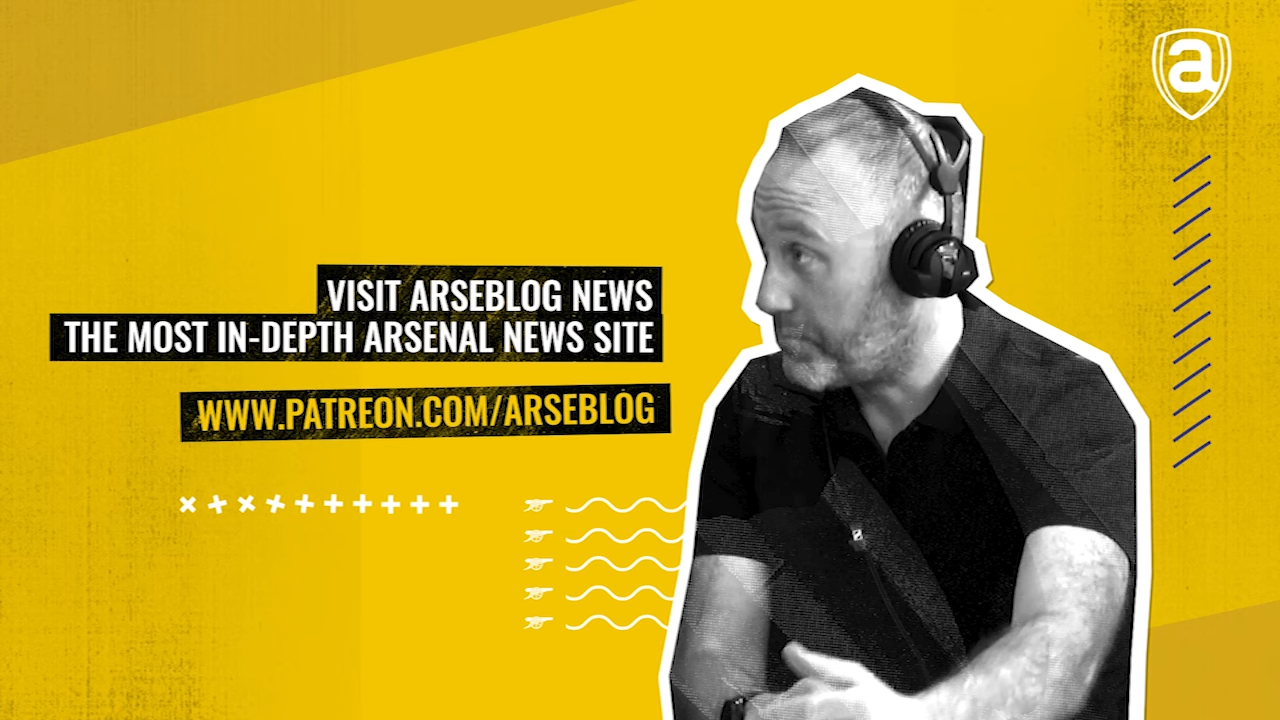 a
VISIT ARSEBLOG NEWS
THE MOST IN-DEPTH ARSENAL NEWS SITE
WWW.PATREON.COM/ARSEBLOG